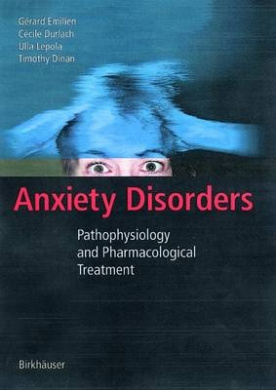 Gérard Emilien
Cécile Durlach
Ulla Lepola
Timothy Dinan
Anxiety Disorders
Pathophysiology
and Pharmacological
Treatment
Birkhäuser